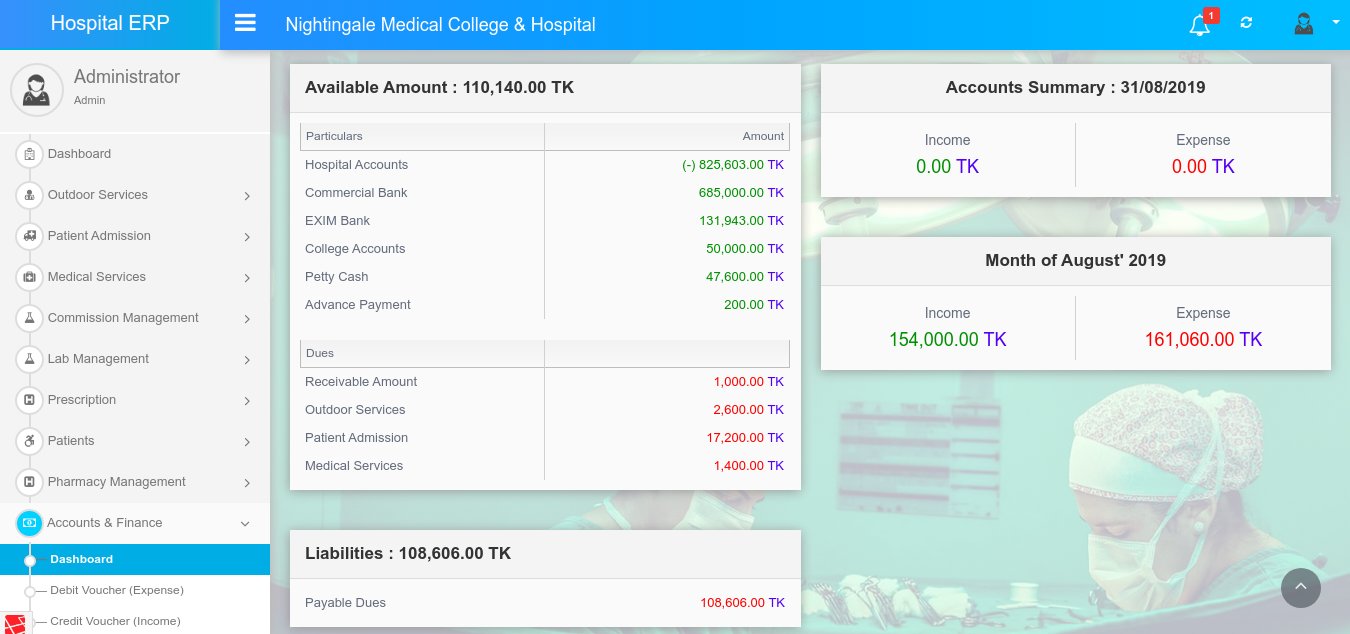 Hospital ERP
Nightingale Medical College & Hospital
1
Administrator
Admin
Dashboard
Outdoor Services
Patient Admission
Medical Services
Commission Management
Lab Management
Prescription
Patients
Pharmacy Management
Accounts & Finance
Dashboard
Debit Voucher (Expense)
Credit Voucher (Income)
Available Amount : 110,140.00 TK
Particulars Amount
Hospital Accounts (-) 825,603.00 TK
Commercial Bank 685,000.00 TK
EXIM Bank 131,943.00 TK
College Accounts 50,000.00 TK
Petty Cash 47,600.00 TK
Advance Payment 200.00 TK
Dues
Receivable Amount 1,000.00 TK
Outdoor Services 2,600.00 TK
Patient Admission 17,200.00 TK
Medical Services 1,400.00 TK
Liabilities : 108,606.00 TK
Payable Dues 108,606.00 TK
Accounts Summary : 31/08/2019
Income Expense
0.00 TK 0.00 TK
Month of August' 2019
Income Expense
154,000.00 TK 161,060.00 TK